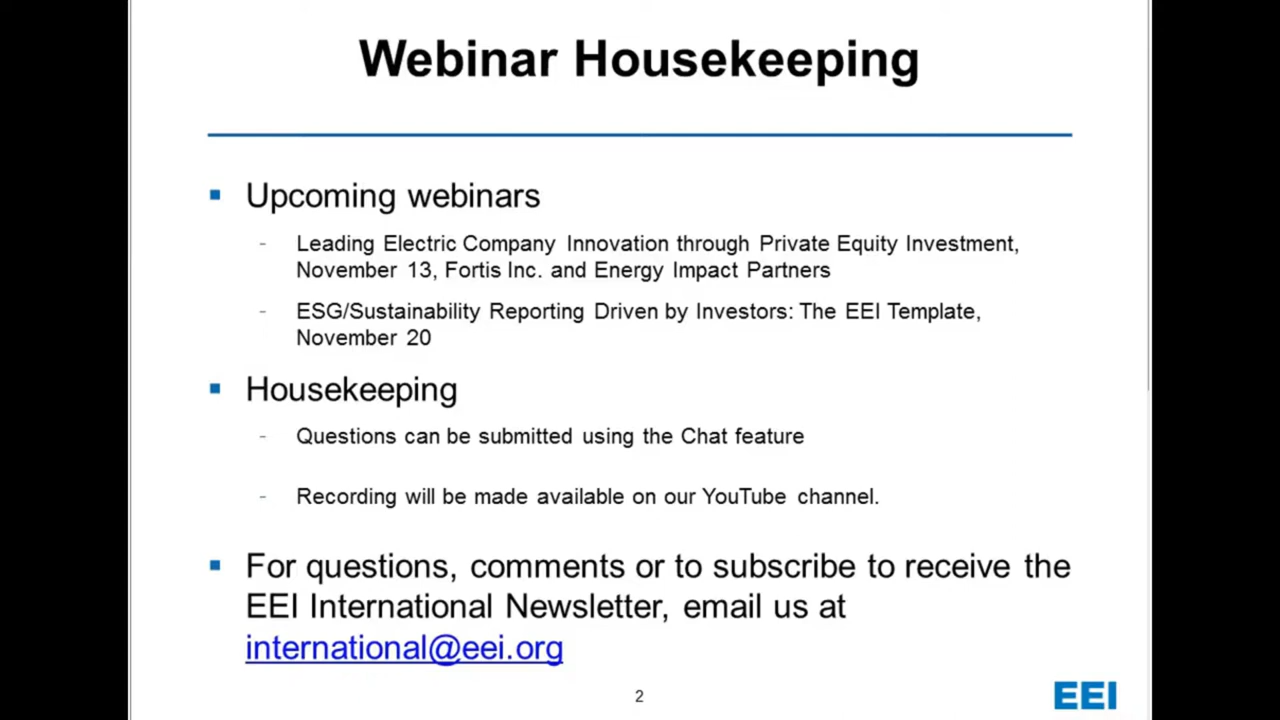 Webinar Housekeeping
Upcoming webinars
- Leading Electric Company Innovation through Private Equity Investment,
November 13, Fortis Inc. and Energy Impact Partners
- ESG/Sustainability Reporting Driven by Investors: The EEI Template,
November 20
Housekeeping
- Questions can be submitted using the Chat feature
- Recording will be made available on our YouTube channel.
For questions, comments or to subscribe to receive the
EEI International Newsletter, email us at
international@eei.org
2
EEI